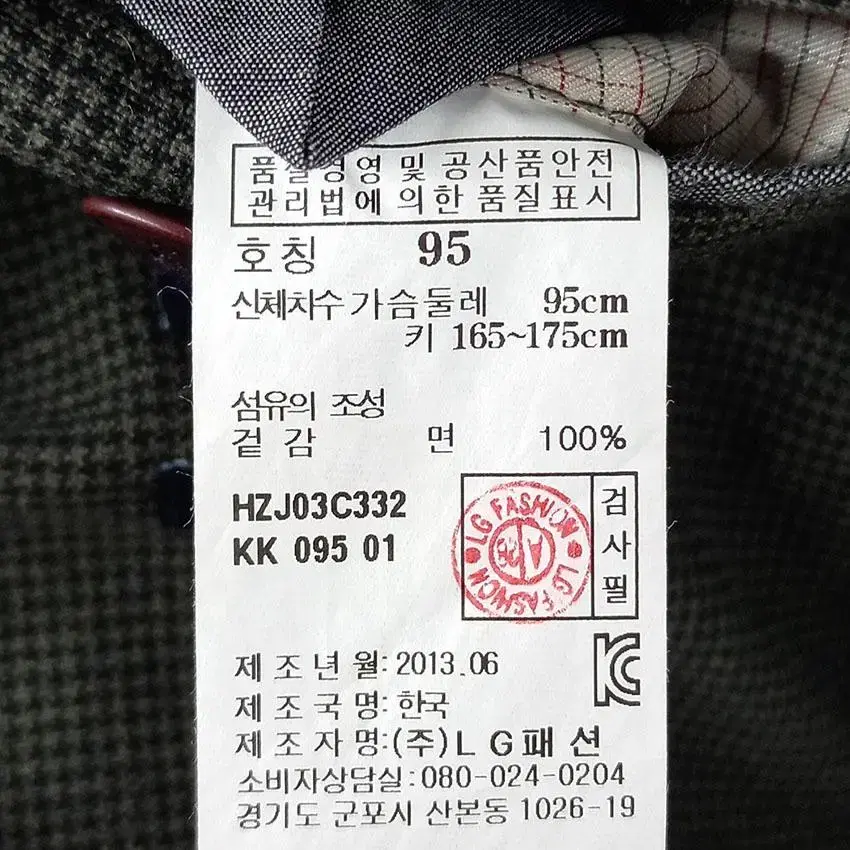 품질경영 및 공산품안전
관리법에 의한 품질표시
호칭 95
신체치수 가슴둘레 95cm
키 165~175cm
섬유의 조성
겉감 면 100%
HZJ03C332
KK 095 01
LG FASHION LG FASHION
검사필
KC
제조년월: 2013.06
제조국명: 한국
제조자명: (주)LG패션
소비자상담실: 080-024-0204
경기도 군포시 산본동 1026-19